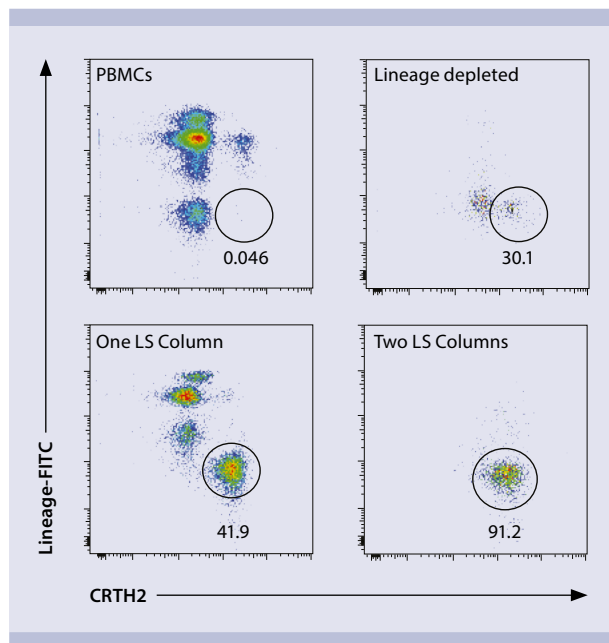 PBMCs
Lineage depleted
0.046
30.1
One LS Column
Two LS Columns
41.9
91.2
Lineage-FITC
CRTH2